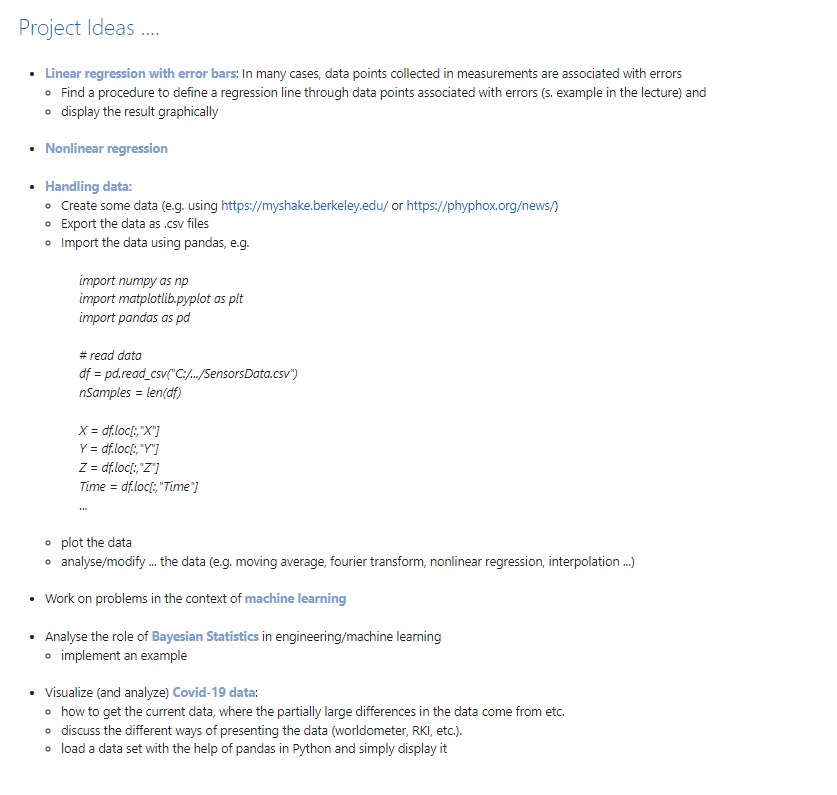 Project Ideas ....
• Linear regression with error bars: In many cases, data points collected in measurements are associated with errors
o Find a procedure to define a regression line through data points associated with errors (s. example in the lecture) and
o display the result graphically
• Nonlinear regression
• Handling data:
o Create some data (e.g. using https://myshake.berkeley.edu/ or https://phyphox.org/news/)
o Export the data as .csv files
o Import the data using pandas, e.g.
import numpy as np
import matplotlib.pyplot as plt
import pandas as pd
# read data
df = pd.read_csv("C:/.../SensorsData.csv")
nSamples = len(df)
X = df.loc[:,"X"]
Y = df.loc[:,"Y"]
Z = df.loc[:,"Z"]
Time = df.loc[:,"Time"]
...
o plot the data
o analyse/modify ... the data (e.g. moving average, fourier transform, nonlinear regression, interpolation ...)
• Work on problems in the context of machine learning
• Analyse the role of Bayesian Statistics in engineering/machine learning
o implement an example
• Visualize (and analyze) Covid-19 data:
o how to get the current data, where the partially large differences in the data come from etc.
o discuss the different ways of presenting the data (worldometer, RKI, etc.).
o load a data set with the help of pandas in Python and simply display it